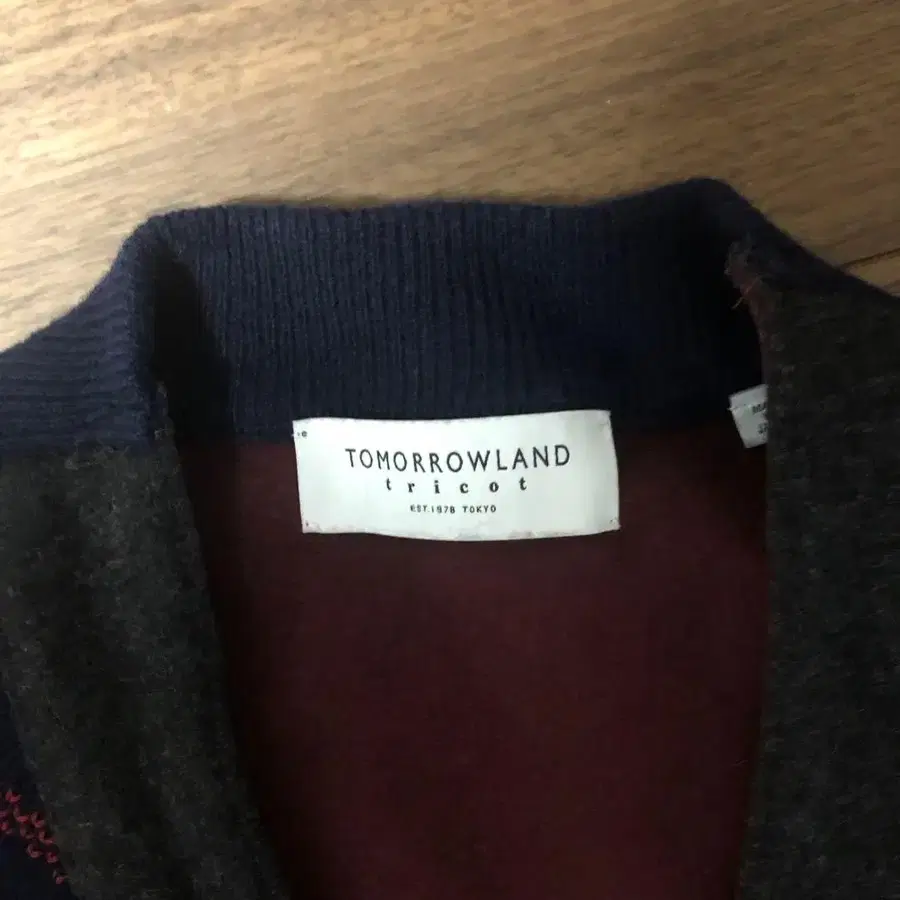 TOMORROWLAND
tricot
EST.1978 TOKYO